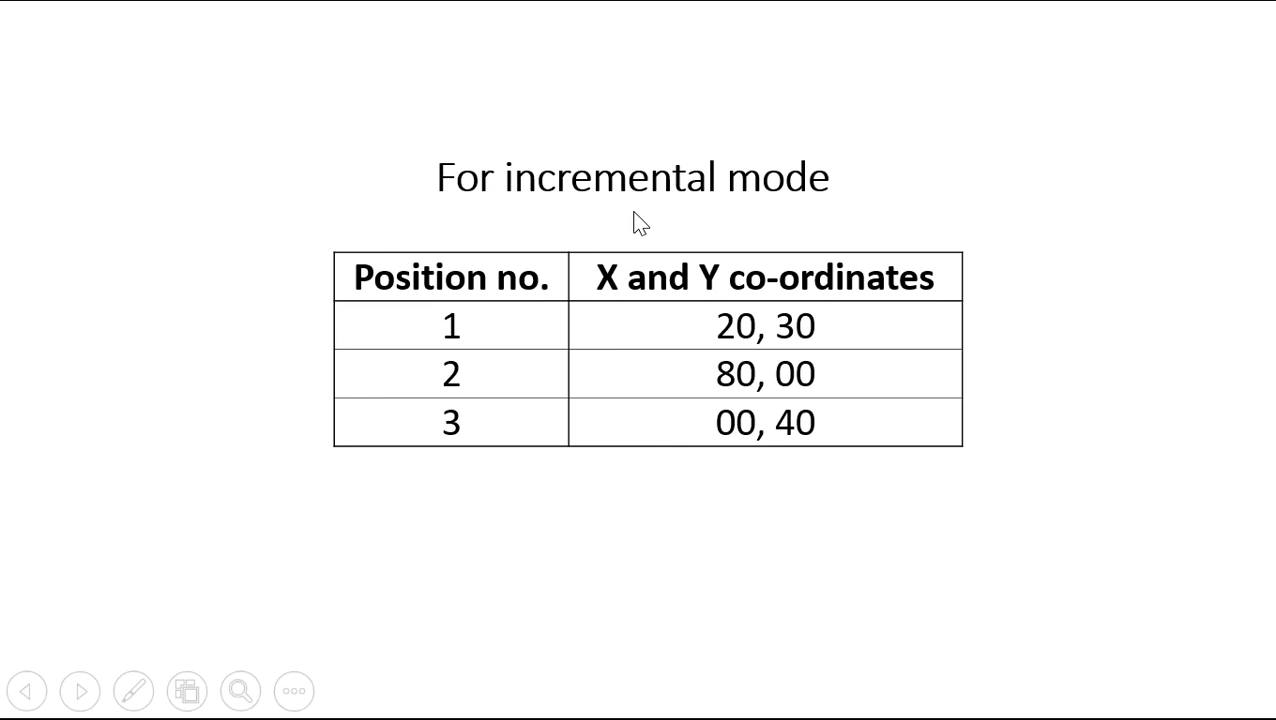 For incremental mode
Position no. X and Y co-ordinates
1 20, 30
2 80, 00
3 00, 40